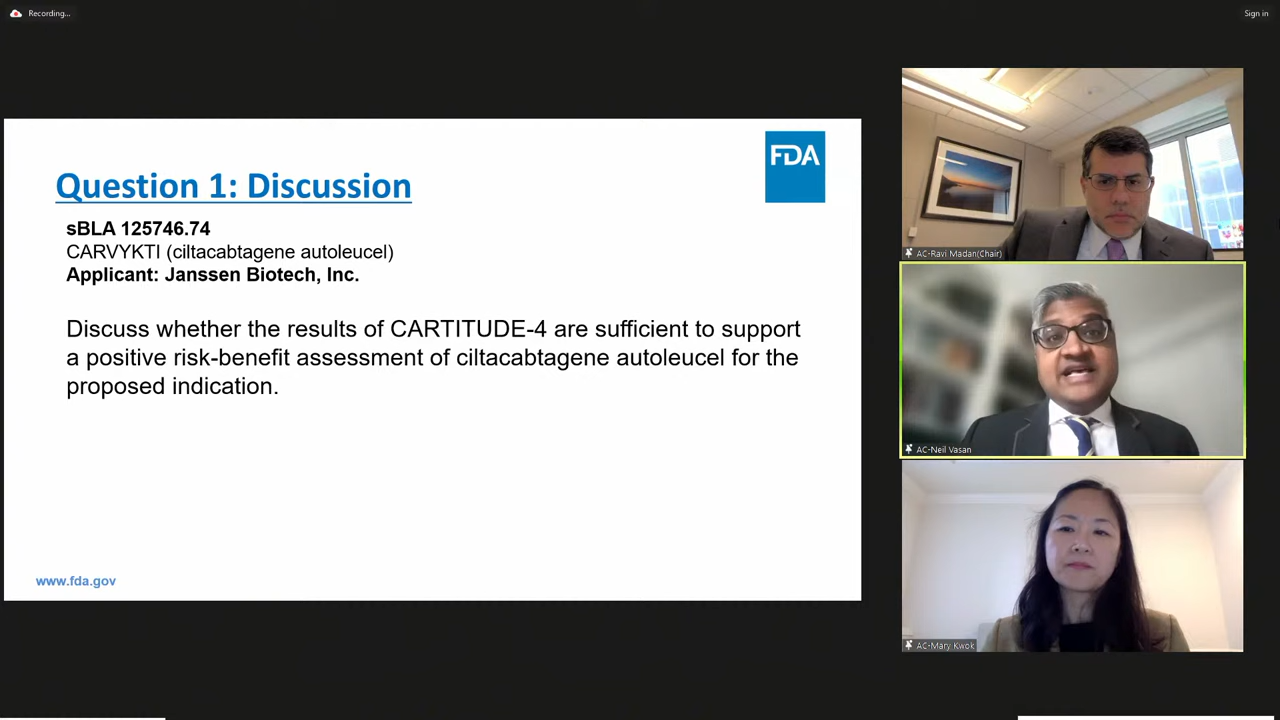 Recording...
Sign in
FDA
Question 1: Discussion
sBLA 125746.74
CARVYKTI (ciltacabtagene autoleucel)
Applicant: Janssen Biotech, Inc.
Discuss whether the results of CARTITUDE-4 are sufficient to support
a positive risk-benefit assessment of ciltacabtagene autoleucel for the
proposed indication.
www.fda.gov
AC-Ravi Madan(Chair)
AC-Neil Vasan
AC-Mary Kwok